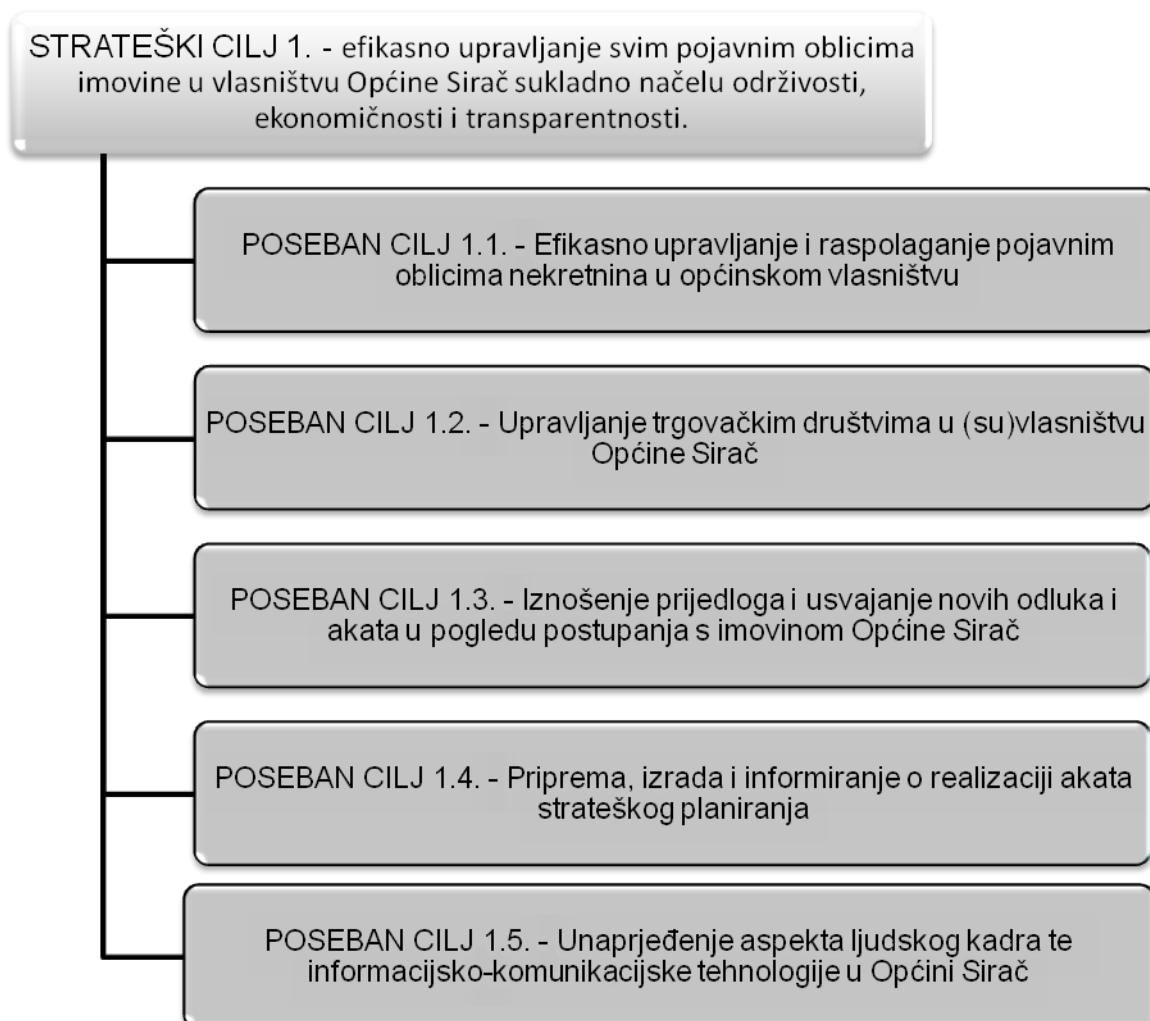 STRATEŠKI CILJ 1. - efikasno upravljanje svim pojavnim oblicima
imovine u vlasništvu Općine Sirač sukladno načelu održivosti,
ekonomičnosti i transparentnosti.
POSEBAN CILJ 1.1. - Efikasno upravljanje i raspolaganje pojavnim
oblicima nekretnina u općinskom vlasništvu
POSEBAN CILJ 1.2. - Upravljanje trgovačkim društvima u (su)vlasništvu
Općine Sirač
POSEBAN CILJ 1.3. - Iznošenje prijedloga i usvajanje novih odluka i
akata u pogledu postupanja s imovinom Općine Sirač
POSEBAN CILJ 1.4. - Priprema, izrada i informiranje o realizaciji akata
strateškog planiranja
POSEBAN CILJ 1.5. - Unaprjeđenje aspekta ljudskog kadra te
informacijsko-komunikacijske tehnologije u Općini Sirač